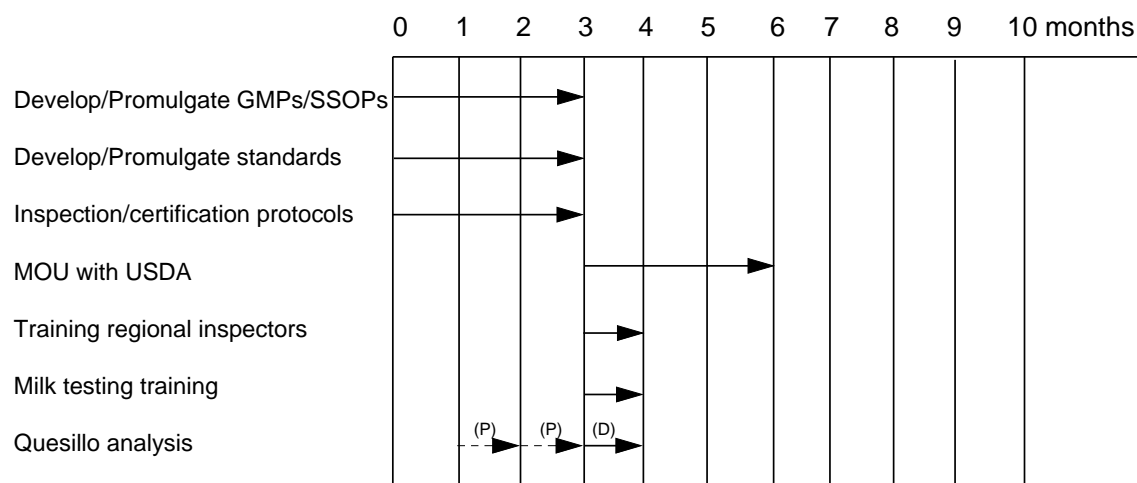 0 1 2 3 4 5 6 7 8 9 10 months
Develop/Promulgate GMPs/SSOPs
Develop/Promulgate standards
Inspection/certification protocols
MOU with USDA
Training regional inspectors
Milk testing training
(P) (P) (D)
Quesillo analysis